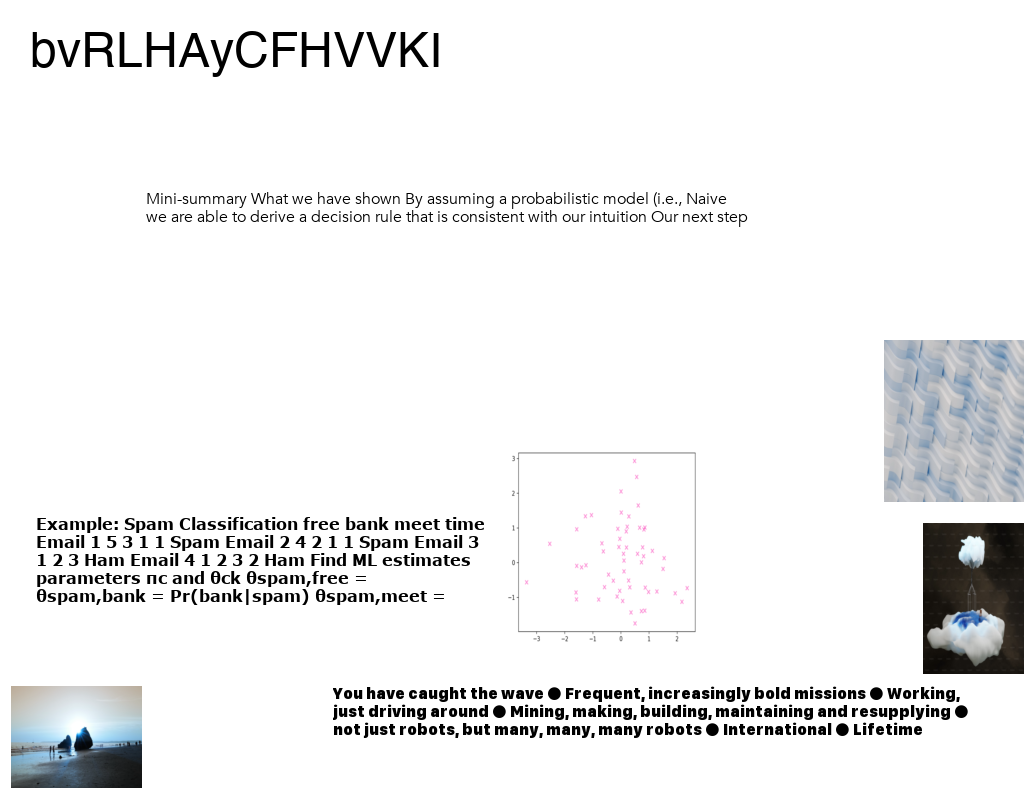 bvRLHAyCFHVVKI
Mini-summary What we have shown By assuming a probabilistic model (i.e., Naive
we are able to derive a decision rule that is consistent with our intuition Our next step
3
2
1
0
−1
−3 −2 −1 0 1 2
Example: Spam Classification free bank meet time
Email 1 5 3 1 1 Spam Email 2 4 2 1 1 Spam Email 3
1 2 3 Ham Email 4 1 2 3 2 Ham Find ML estimates
parameters πc and θck θspam,free =
θspam,bank = Pr(bank|spam) θspam,meet =
You have caught the wave ● Frequent, increasingly bold missions ● Working,
just driving around ● Mining, making, building, maintaining and resupplying ●
not just robots, but many, many, many robots ● International ● Lifetime